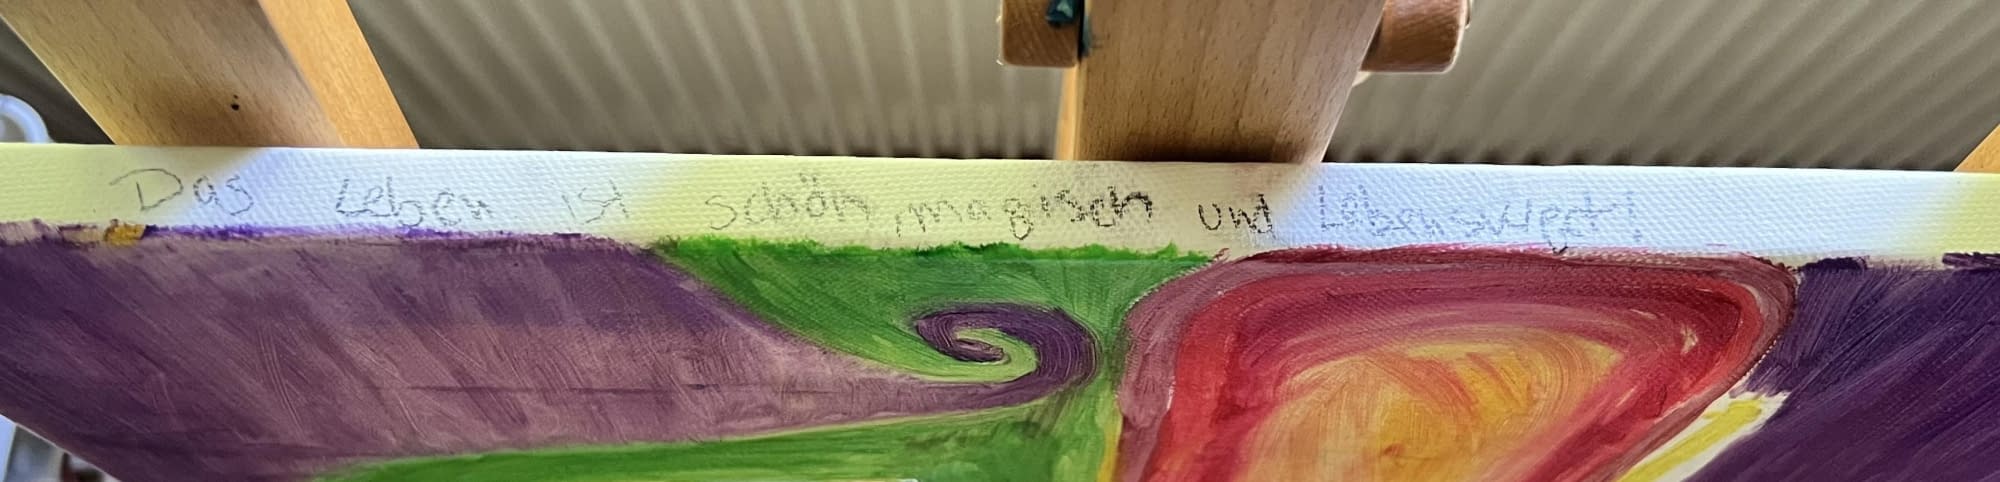 Das Leben ist schön, magisch und Lebenswert!